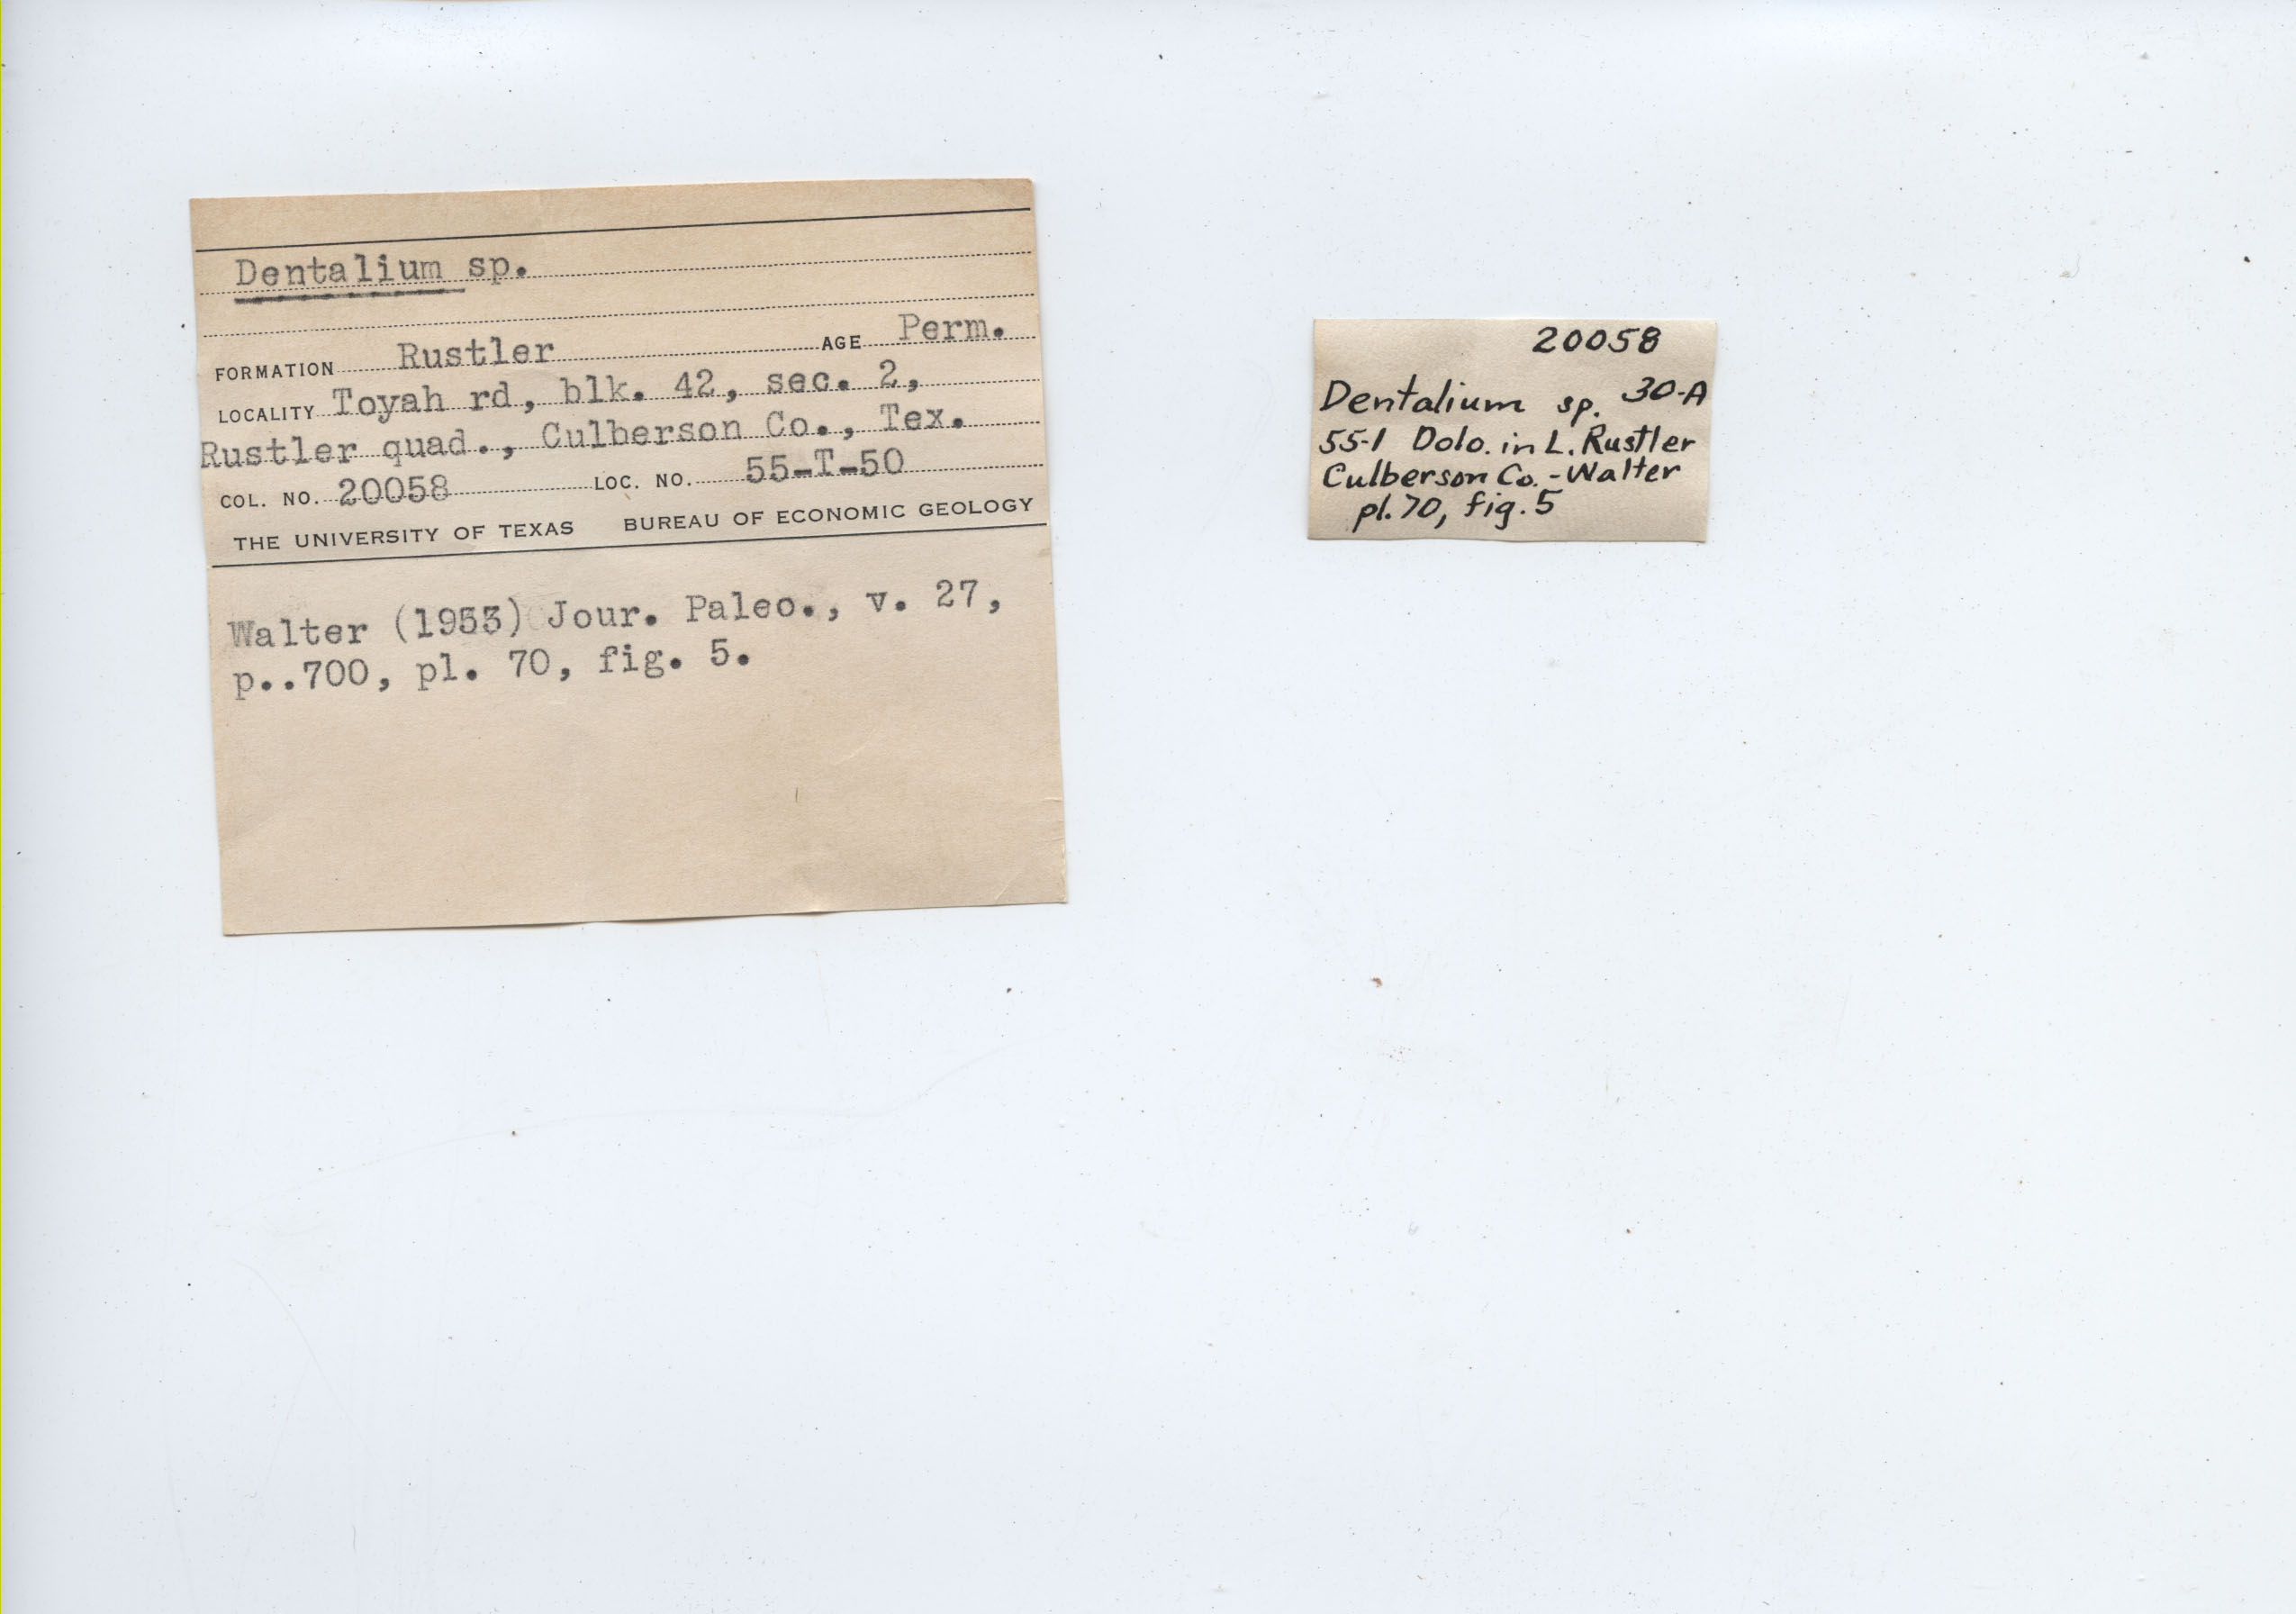 Dentalium sp.
FORMATION Rustler AGE Perm.
LOCALITY Toyah rd, blk. 42, sec. 2,
Rustler quad., Culberson Co., Tex.
COL. NO. 20058 LOC. NO. 55-T-50
THE UNIVERSITY OF TEXAS BUREAU OF ECONOMIC GEOLOGY
Walter (1953) Jour. Paleo., v. 27,
p..700, pl. 70, fig. 5.
20058
Dentalium sp. 30-A
55-1 Dolo. in L. Rustler
Culberson Co. - Walter
pl. 70, fig. 5